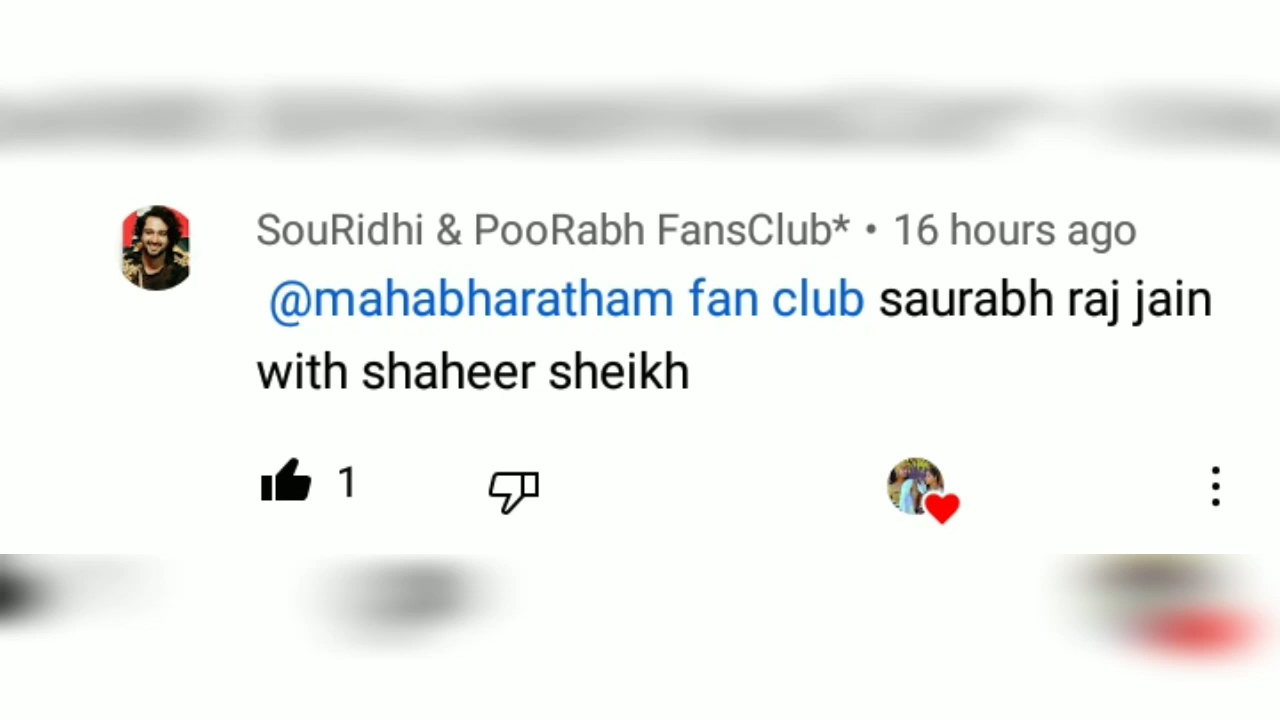 SouRidhi & PooRabh FansClub* • 16 hours ago
@mahabharatham fan club saurabh raj jain
with shaheer sheikh
1